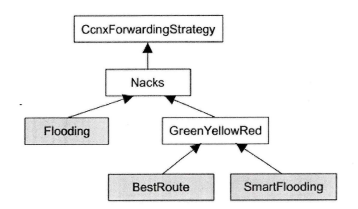 CcnxForwardingStrategy
Nacks
Flooding
GreenYellowRed
BestRoute
SmartFlooding